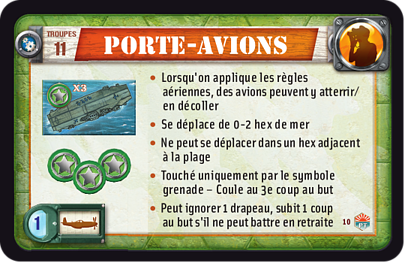 TROUPES
11
PORTE-AVIONS
X3
• Lorsqu'on applique les règles
aériennes, des avions peuvent y atterrir/
en décoller
• Se déplace de 0-2 hex de mer
• Ne peut se déplacer dans un hex adjacent
à la plage
• Touché uniquement par le symbole
grenade – Coule au 3e coup au but
• Peut ignorer 1 drapeau, subit 1 coup
au but s'il ne peut battre en retraite
1
10